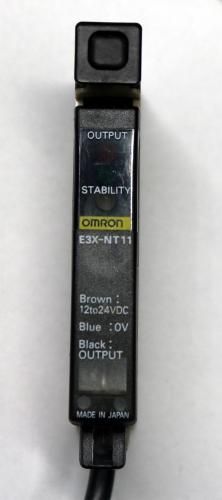 OUTPUT
STABILITY
OMRON
E3X-NT11
Brown :
12to24VDC
Blue :0V
Black:
OUTPUT
MADE IN JAPAN